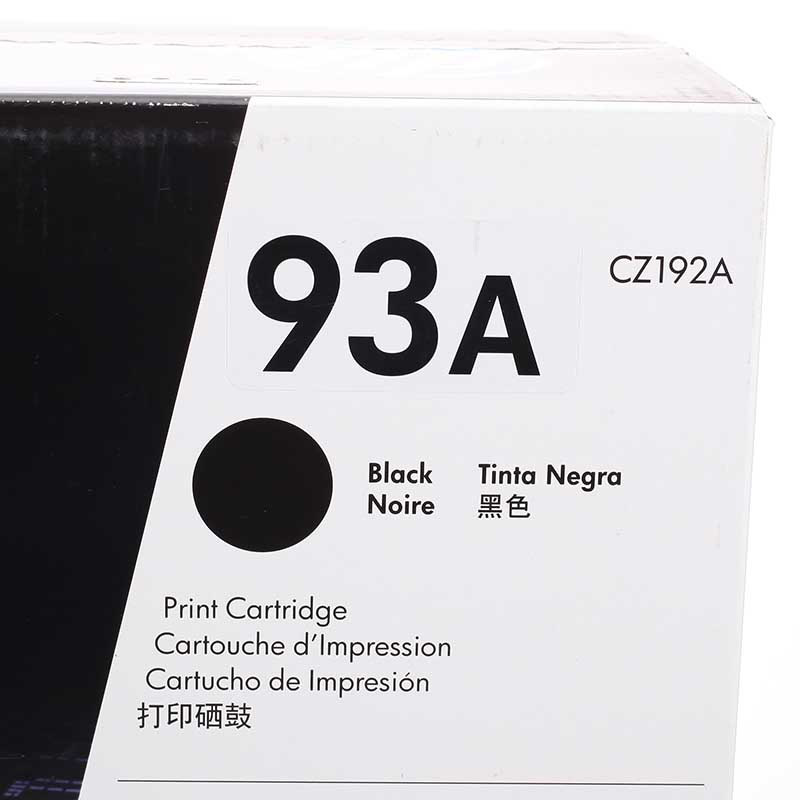 93A
CZ192A
Black
Noire
Tinta Negra
黑色
Print Cartridge
Cartouche d'Impression
Cartucho de Impresión
打印硒鼓